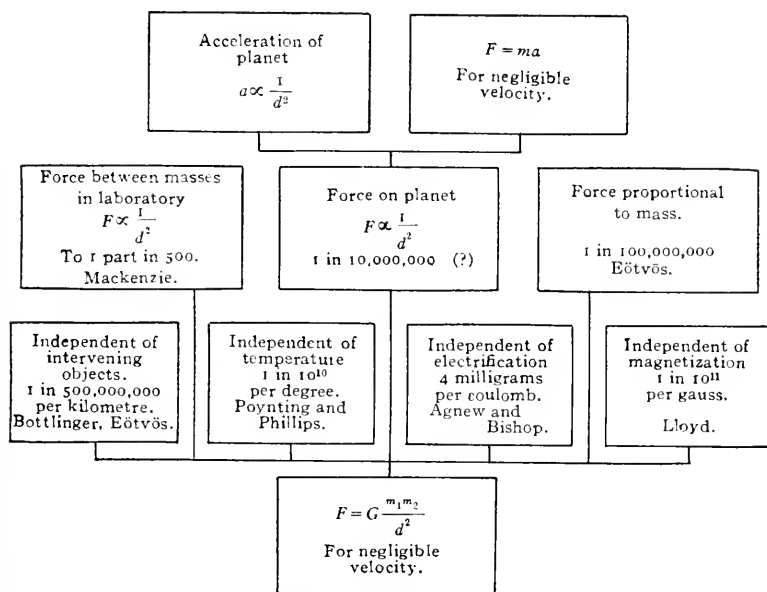 Acceleration of
planet
a ∝ 1/d²
F = ma
For negligible
velocity.
Force between masses
in laboratory
F ∝ 1/d²
To 1 part in 500.
Mackenzie.
Force on planet
F ∝ 1/d²
1 in 10,000,000 (?)
Force proportional
to mass.
1 in 100,000,000
Eötvös.
Independent of
intervening
objects.
1 in 500,000,000
per kilometre.
Bottlinger, Eötvös.
Independent of
temperature
1 in 10¹⁰
per degree.
Poynting and
Phillips.
Independent of
electrification
4 milligrams
per coulomb.
Agnew and
Bishop.
Independent of
magnetization
1 in 10¹¹
per gauss.
Lloyd.
F = G m₁m₂/d²
For negligible
velocity.